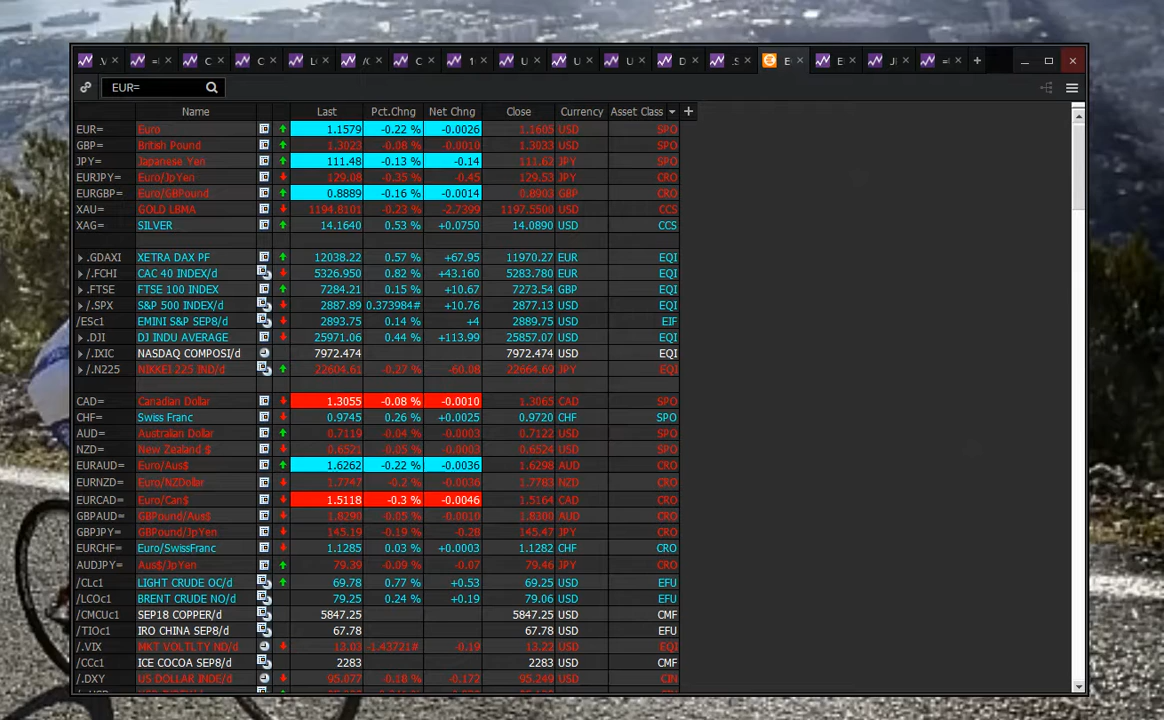 EUR=
Name Last Pct.Chng Net Chng Close Currency Asset Class
EUR= Euro 1.1579 -0.22 % -0.0026 1.1605 USD SPO
GBP= British Pound 1.3023 -0.08 % -0.0010 1.3033 USD SPO
JPY= Japanese Yen 111.48 -0.13 % -0.14 111.62 JPY SPO
EURJPY= Euro/JpYen 129.08 -0.35 % -0.45 129.53 JPY CRO
EURGBP= Euro/GBPound 0.8889 -0.16 % -0.0014 0.8903 GBP CRO
XAU= GOLD LBMA 1194.8101 -0.23 % -2.7399 1197.5500 USD CCS
XAG= SILVER 14.1640 0.53 % +0.0750 14.0890 USD CCS
.GDAXI XETRA DAX PF 12038.22 0.57 % +67.95 11970.27 EUR EQI
/.FCHI CAC 40 INDEX/d 5326.950 0.82 % +43.160 5283.780 EUR EQI
.FTSE FTSE 100 INDEX 7284.21 0.15 % +10.67 7273.54 GBP EQI
/.SPX S&P 500 INDEX/d 2887.89 0.373984# +10.76 2877.13 USD EQI
/ESc1 EMINI S&P SEP8/d 2893.75 0.14 % +4 2889.75 USD EIF
.DJI DJ INDU AVERAGE 25971.06 0.44 % +113.99 25857.07 USD EQI
/.IXIC NASDAQ COMPOSI/d 7972.474 7972.474 USD EQI
/.N225 NIKKEI 225 IND/d 22604.61 -0.27 % -60.08 22664.69 JPY EQI
CAD= Canadian Dollar 1.3055 -0.08 % -0.0010 1.3065 CAD SPO
CHF= Swiss Franc 0.9745 0.26 % +0.0025 0.9720 CHF SPO
AUD= Australian Dollar 0.7119 -0.04 % -0.0003 0.7122 USD SPO
NZD= New Zealand $ 0.6521 -0.05 % -0.0003 0.6524 USD SPO
EURAUD= Euro/Aus$ 1.6262 -0.22 % -0.0036 1.6298 AUD CRO
EURNZD= Euro/NZDollar 1.7747 -0.2 % -0.0036 1.7783 NZD CRO
EURCAD= Euro/Can$ 1.5118 -0.3 % -0.0046 1.5164 CAD CRO
GBPAUD= GBPound/Aus$ 1.8290 -0.05 % -0.0010 1.8300 AUD CRO
GBPJPY= GBPound/JpYen 145.19 -0.19 % -0.28 145.47 JPY CRO
EURCHF= Euro/SwissFranc 1.1285 0.03 % +0.0003 1.1282 CHF CRO
AUDJPY= Aus$/JpYen 79.39 -0.09 % -0.07 79.46 JPY CRO
/CLc1 LIGHT CRUDE OC/d 69.78 0.77 % +0.53 69.25 USD EFU
/LCOc1 BRENT CRUDE NO/d 79.25 0.24 % +0.19 79.06 USD EFU
/CMCUc1 SEP18 COPPER/d 5847.25 5847.25 USD CMF
/TIOc1 IRO CHINA SEP8/d 67.78 67.78 USD EFU
/.VIX MKT VOLTLTY ND/d 13.03 -1.43721# -0.19 13.22 USD EQI
/CCc1 ICE COCOA SEP8/d 2283 2283 USD CMF
/.DXY US DOLLAR INDE/d 95.077 -0.18 % -0.172 95.249 USD CIN